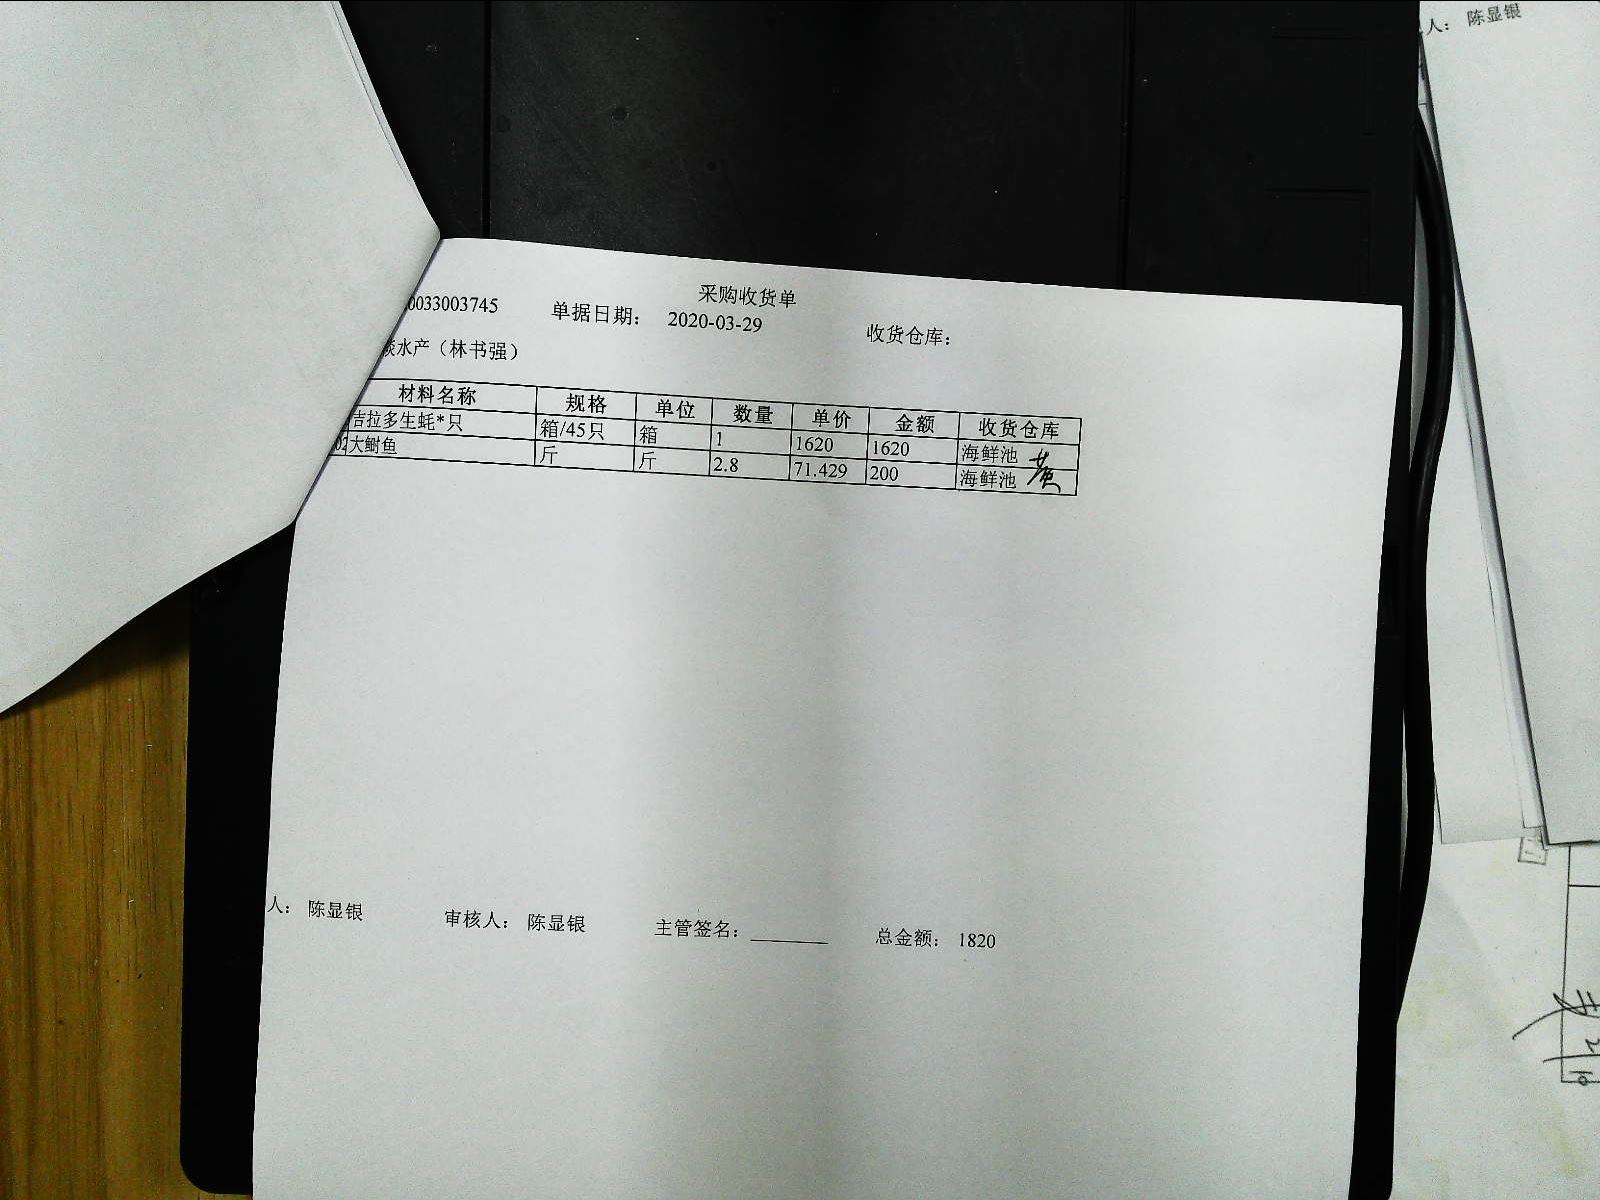 人： 陈显银
采购收货单
0033003745 单据日期： 2020-03-29 收货仓库：
水产（林书强）
材料名称 规格 单位 数量 单价 金额 收货仓库
吉拉多生蚝*只 箱/45只 箱 1 1620 1620 海鲜池
02 大鲥鱼 斤 斤 2.8 71.429 200 海鲜池 黄
人： 陈显银 审核人： 陈显银 主管签名：_______ 总金额： 1820